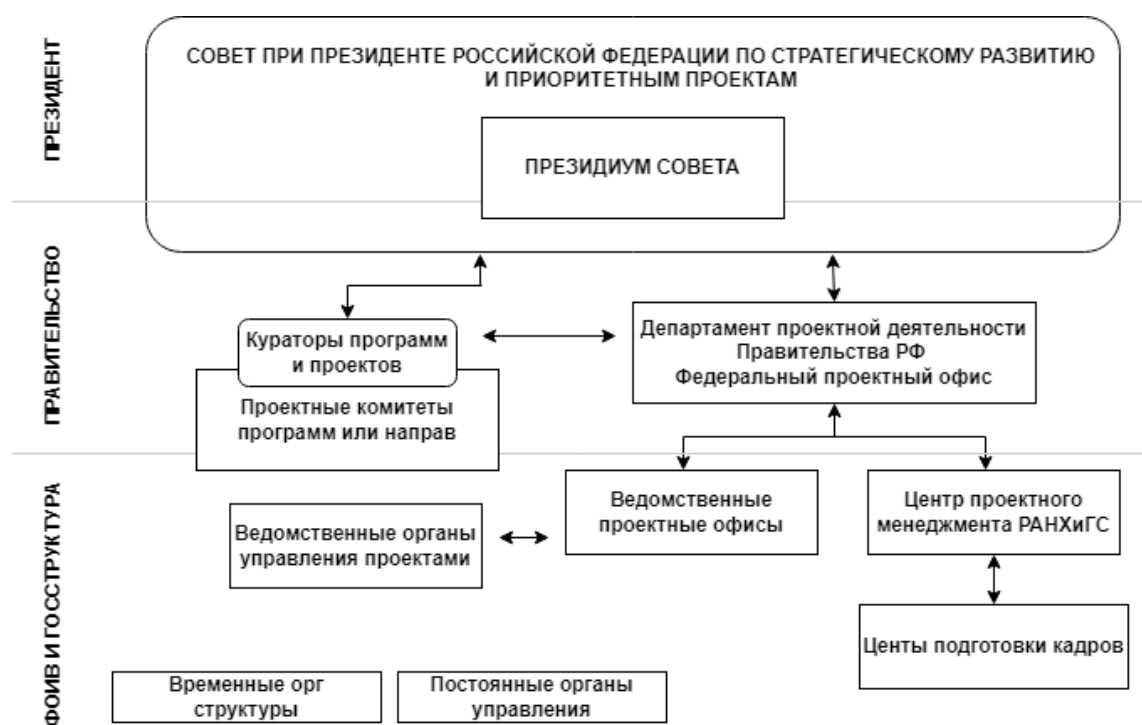 ПРЕЗИДЕНТ
СОВЕТ ПРИ ПРЕЗИДЕНТЕ РОССИЙСКОЙ ФЕДЕРАЦИИ ПО СТРАТЕГИЧЕСКОМУ РАЗВИТИЮ
И ПРИОРИТЕТНЫМ ПРОЕКТАМ
ПРЕЗИДИУМ СОВЕТА
ПРАВИТЕЛЬСТВО
Кураторы программ
и проектов
Проектные комитеты
программ или направ
Департамент проектной деятельности
Правительства РФ
Федеральный проектный офис
ФОИВ И ГОССТРУКТУРА
Ведомственные органы
управления проектами
Ведомственные
проектные офисы
Центр проектного
менеджмента РАНХиГС
Центы подготовки кадров
Временные орг
структуры
Постоянные органы
управления